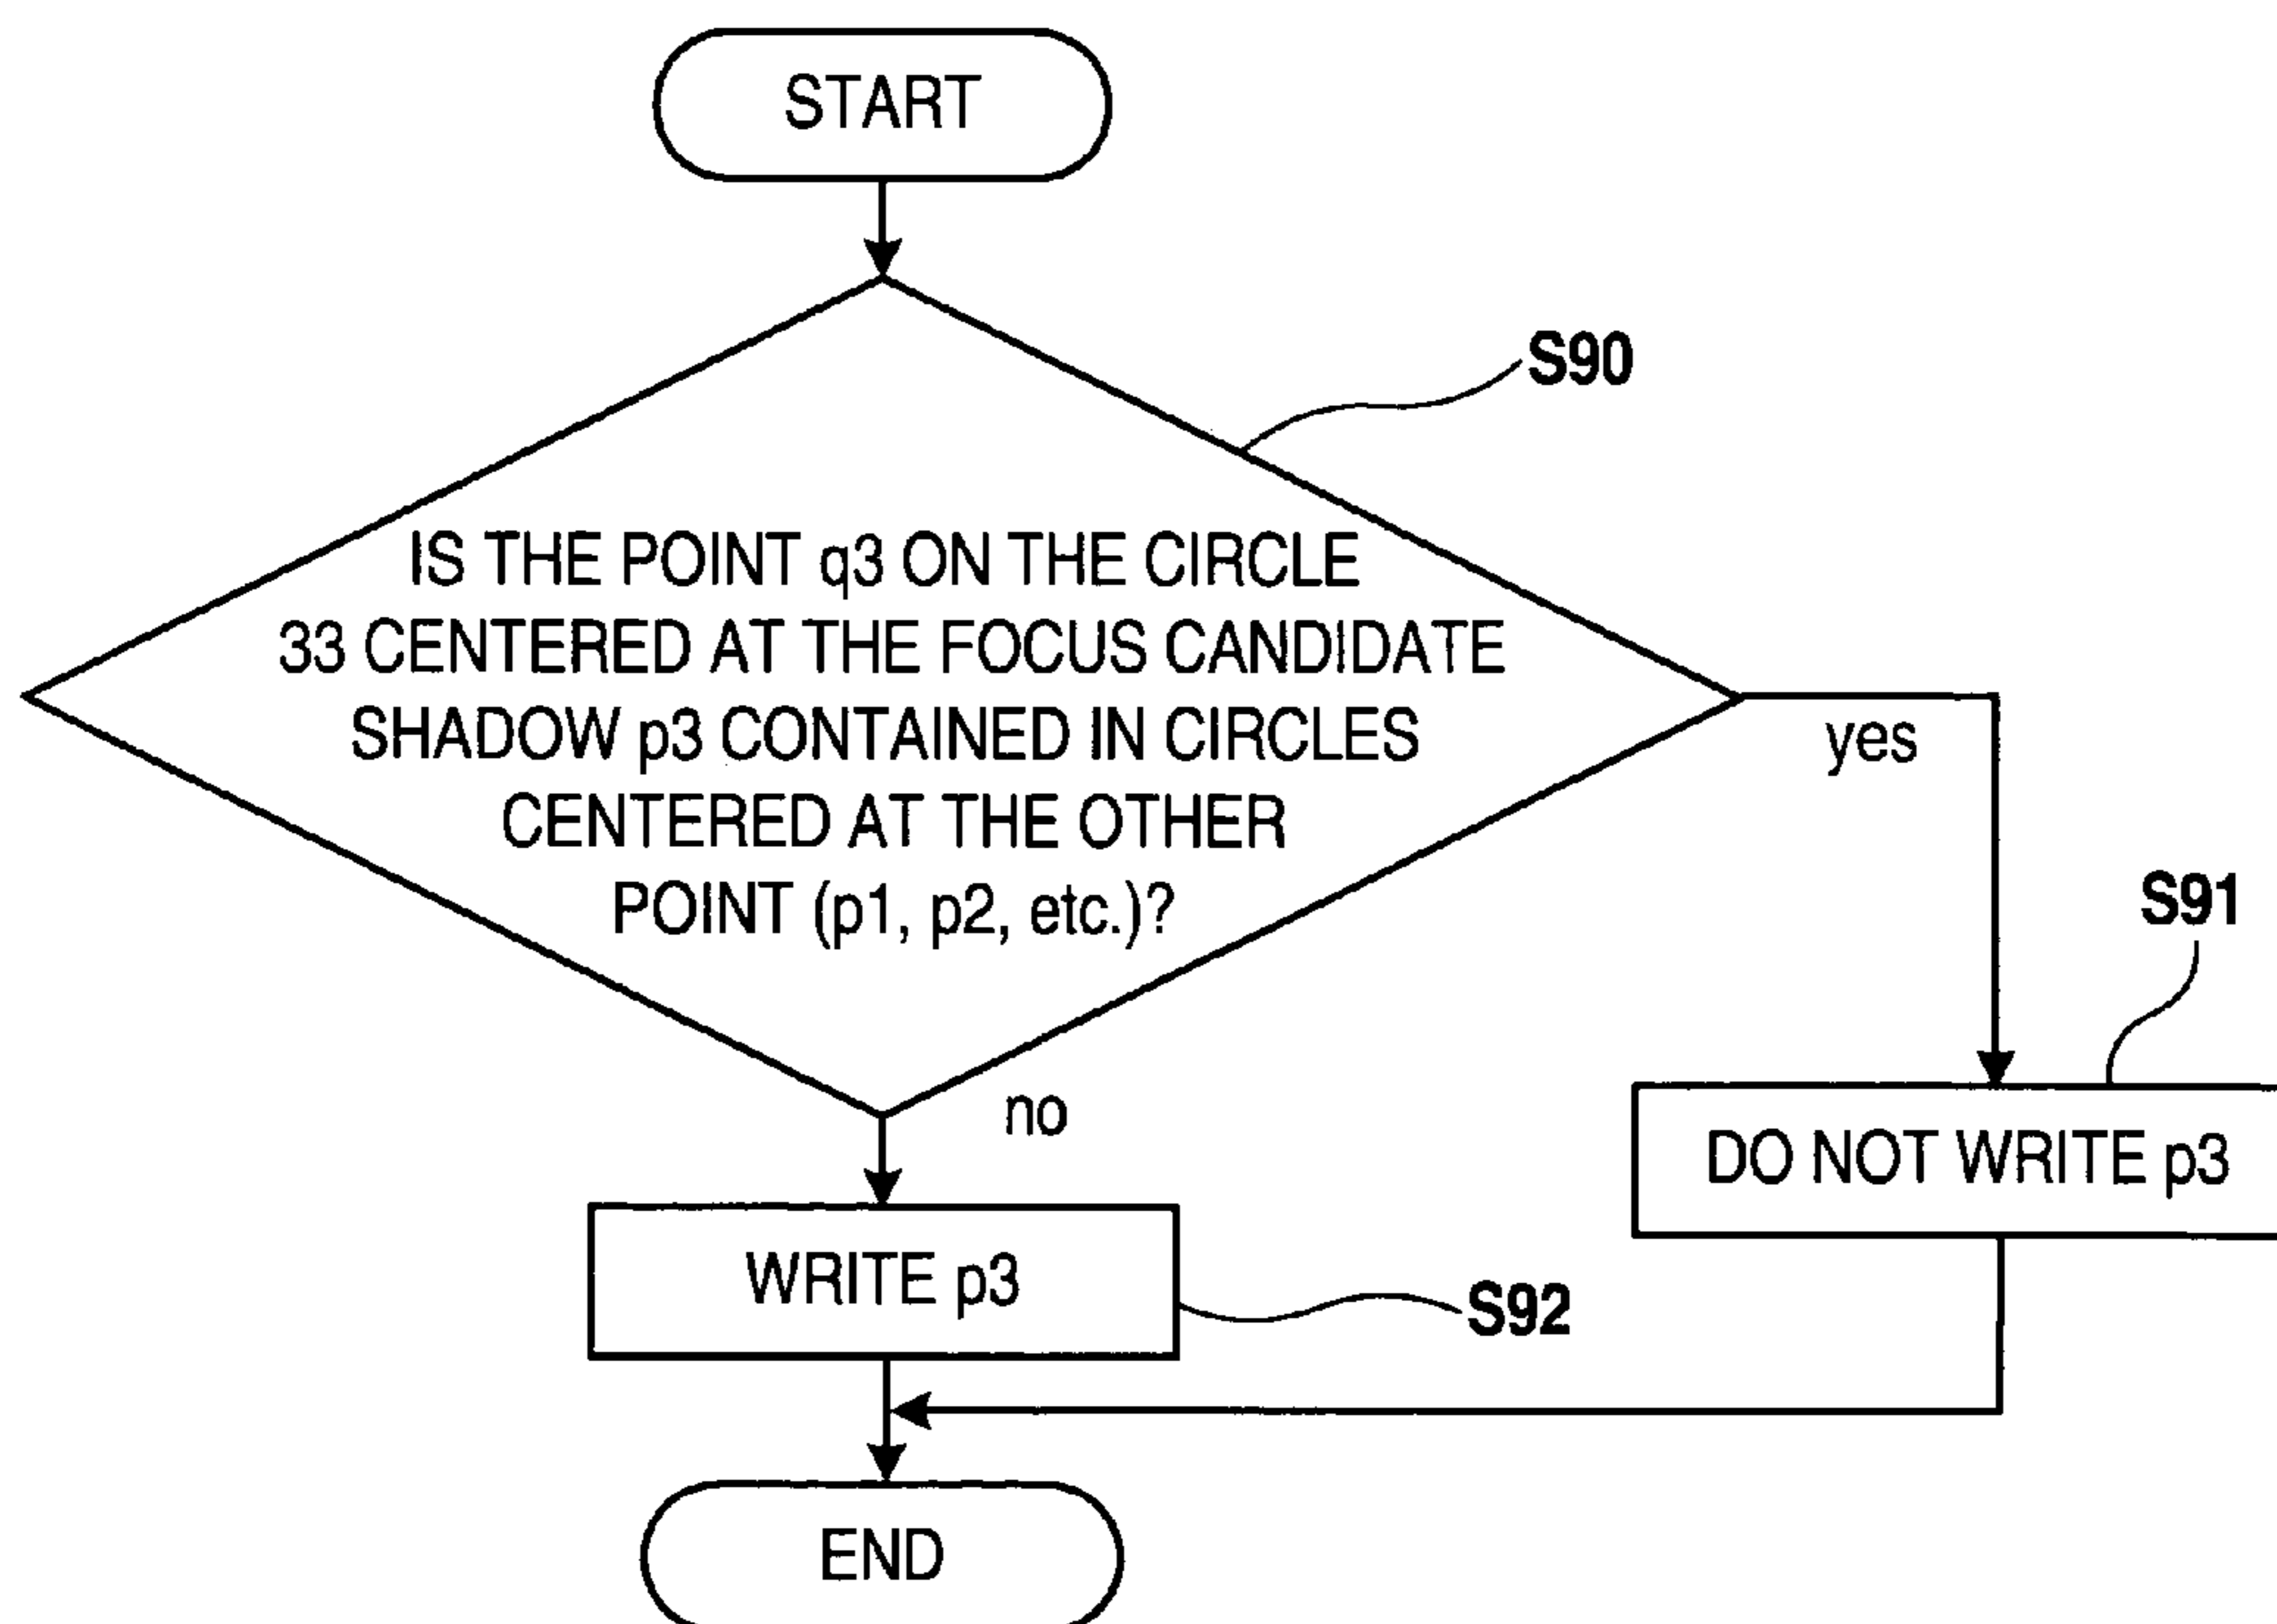 START
S90
IS THE POINT q3 ON THE CIRCLE
33 CENTERED AT THE FOCUS CANDIDATE
SHADOW p3 CONTAINED IN CIRCLES
CENTERED AT THE OTHER
POINT (p1, p2, etc.)?
yes
S91
no
DO NOT WRITE p3
WRITE p3
S92
END